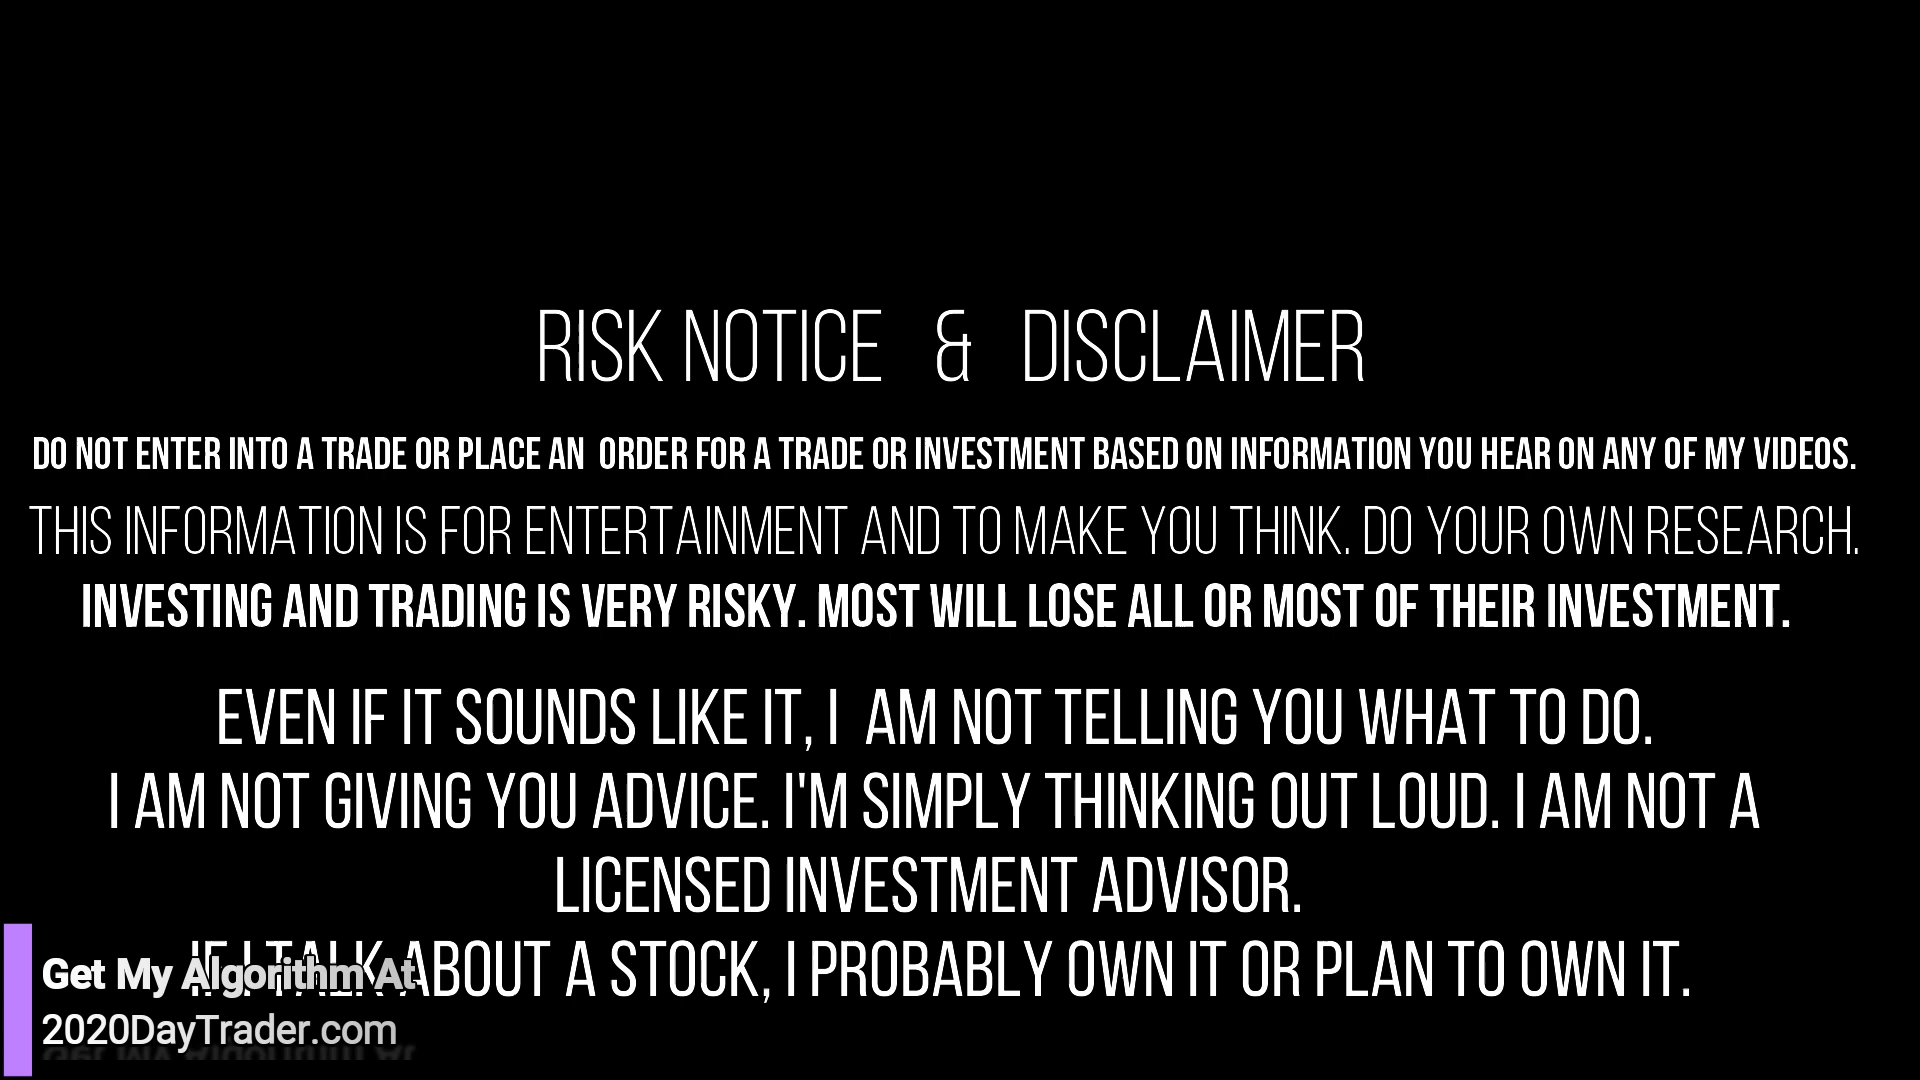 RISK NOTICE & DISCLAIMER
DO NOT ENTER INTO A TRADE OR PLACE AN ORDER FOR A TRADE OR INVESTMENT BASED ON INFORMATION YOU HEAR ON ANY OF MY VIDEOS.
THIS INFORMATION IS FOR ENTERTAINMENT AND TO MAKE YOU THINK. DO YOUR OWN RESEARCH.
INVESTING AND TRADING IS VERY RISKY. MOST WILL LOSE ALL OR MOST OF THEIR INVESTMENT.
EVEN IF IT SOUNDS LIKE IT, I AM NOT TELLING YOU WHAT TO DO.
I AM NOT GIVING YOU ADVICE. I'M SIMPLY THINKING OUT LOUD. I AM NOT A
LICENSED INVESTMENT ADVISOR.
IF I TALK ABOUT A STOCK, I PROBABLY OWN IT OR PLAN TO OWN IT.
Get My Algorithm At
2020DayTrader.com